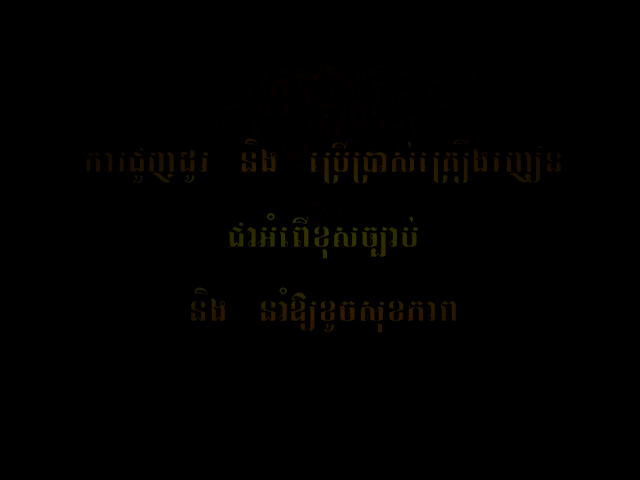 ការជួញដូរ និង ប្រើប្រាស់គ្រឿងញៀន
ជាអំពើខុសច្បាប់
និង នាំឱ្យខូចសុខភាព